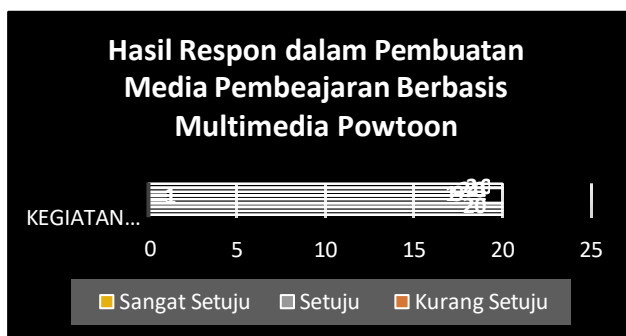 Hasil Respon dalam Pembuatan
Media Pembeajaran Berbasis
Multimedia Powtoon
1
20
KEGIATAN...
0 5 10 15 20 25
Sangat Setuju Setuju Kurang Setuju